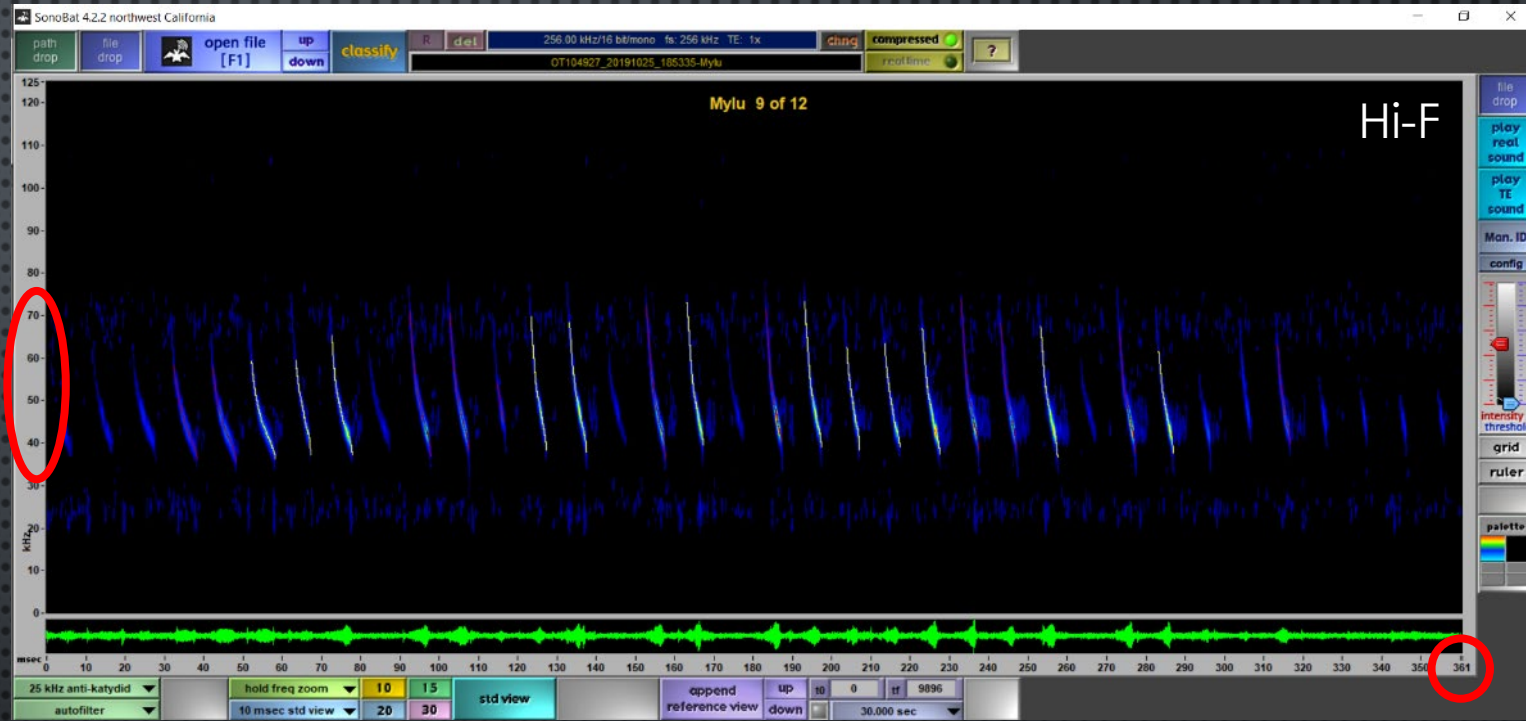 SonoBat 4.2.2 northwest California
path drop
file drop
open file [F1]
up
down
classify
R
del
256.00 kHz/16 bit/mono fs: 256 kHz TE: 1x
OT104927_20191025_185335-Mylu
chng
compressed
realtime
?
Mylu 9 of 12
Hi-F
125
120
110
100
90
80
70
60
50
40
30
20
10
0
kHz
file drop
play real sound
play TE sound
Man. ID
config
intensity
threshol
grid
ruler
palette
msec 0 10 20 30 40 50 60 70 80 90 100 110 120 130 140 150 160 170 180 190 200 210 220 230 240 250 260 270 280 290 300 310 320 330 340 350 361
25 kHz anti-katydid
autofilter
hold freq zoom
10 msec std view
10
15
20
30
std view
append reference view
up
down
t0
0
tf
9896
30.000 sec